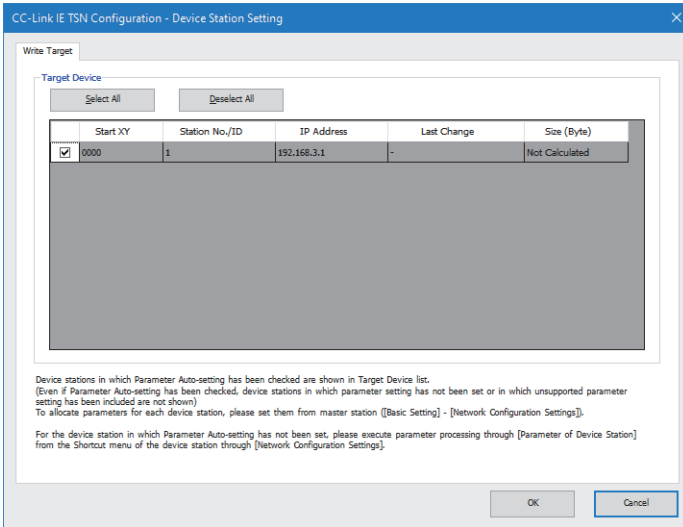 CC-Link IE TSN Configuration - Device Station Setting
Write Target
Target Device
Select All Deselect All
Start XY Station No./ID IP Address Last Change Size (Byte)
0000 1 192.168.3.1 - Not Calculated
Device stations in which Parameter Auto-setting has been checked are shown in Target Device list.
(Even if Parameter Auto-setting has been checked, device stations in which parameter setting has not been set or in which unsupported parameter
setting has been included are not shown)
To allocate parameters for each device station, please set them from master station ([Basic Setting] - [Network Configuration Settings]).
For the device station in which Parameter Auto-setting has not been set, please execute parameter processing through [Parameter of Device Station]
from the Shortcut menu of the device station through [Network Configuration Settings].
OK Cancel